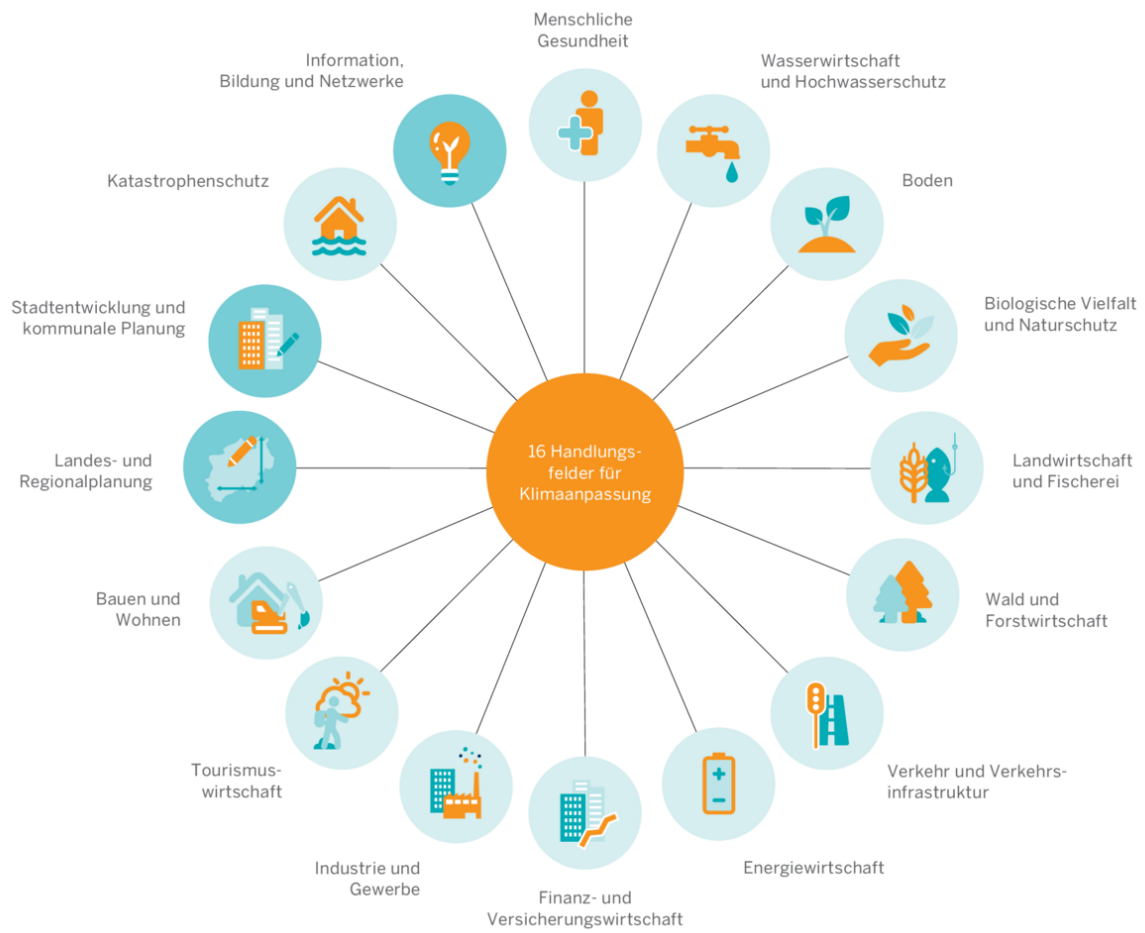 Menschliche
Gesundheit
Wasserwirtschaft
und Hochwasserschutz
Boden
Biologische Vielfalt
und Naturschutz
Landwirtschaft
und Fischerei
Wald und
Forstwirtschaft
Verkehr und Verkehrs-
infrastruktur
Energiewirtschaft
Finanz- und
Versicherungswirtschaft
Industrie und
Gewerbe
Tourismus-
wirtschaft
Bauen und
Wohnen
Landes- und
Regionalplanung
Stadtentwicklung und
kommunale Planung
Katastrophenschutz
Information,
Bildung und Netzwerke
16 Handlungs-
felder für
Klimaanpassung